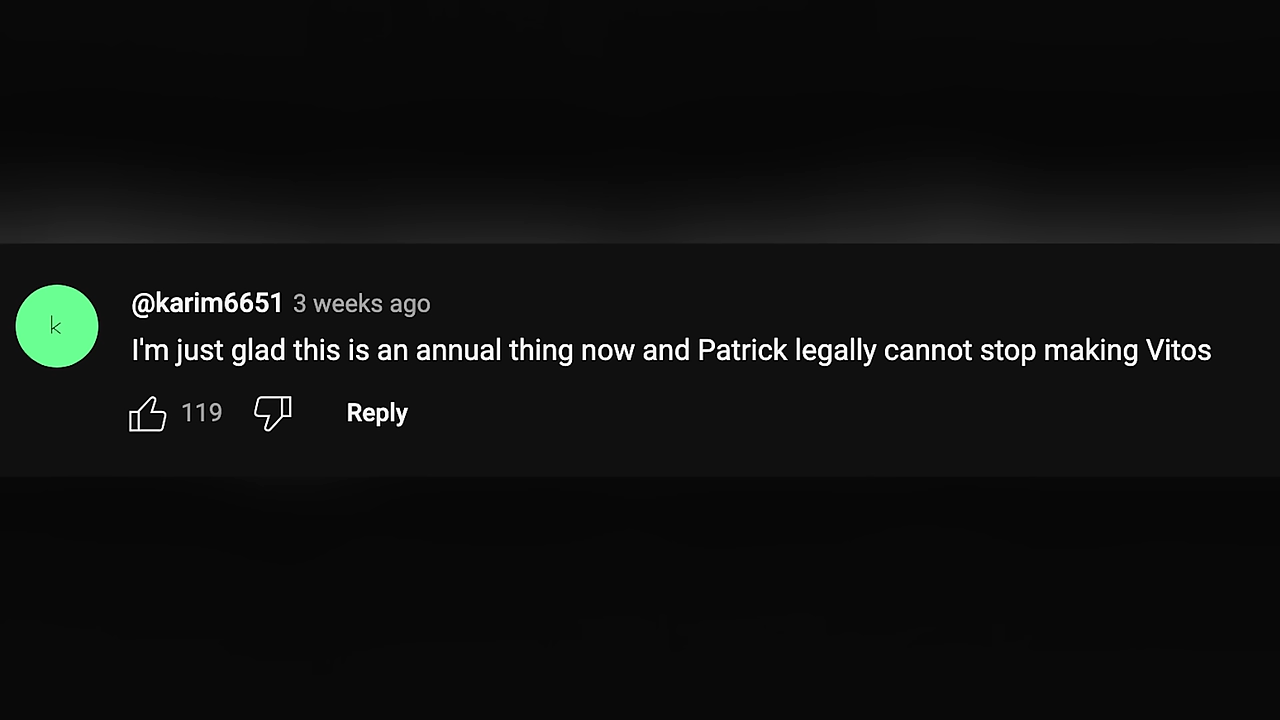 k
@karim6651 3 weeks ago
I'm just glad this is an annual thing now and Patrick legally cannot stop making Vitos
119 Reply